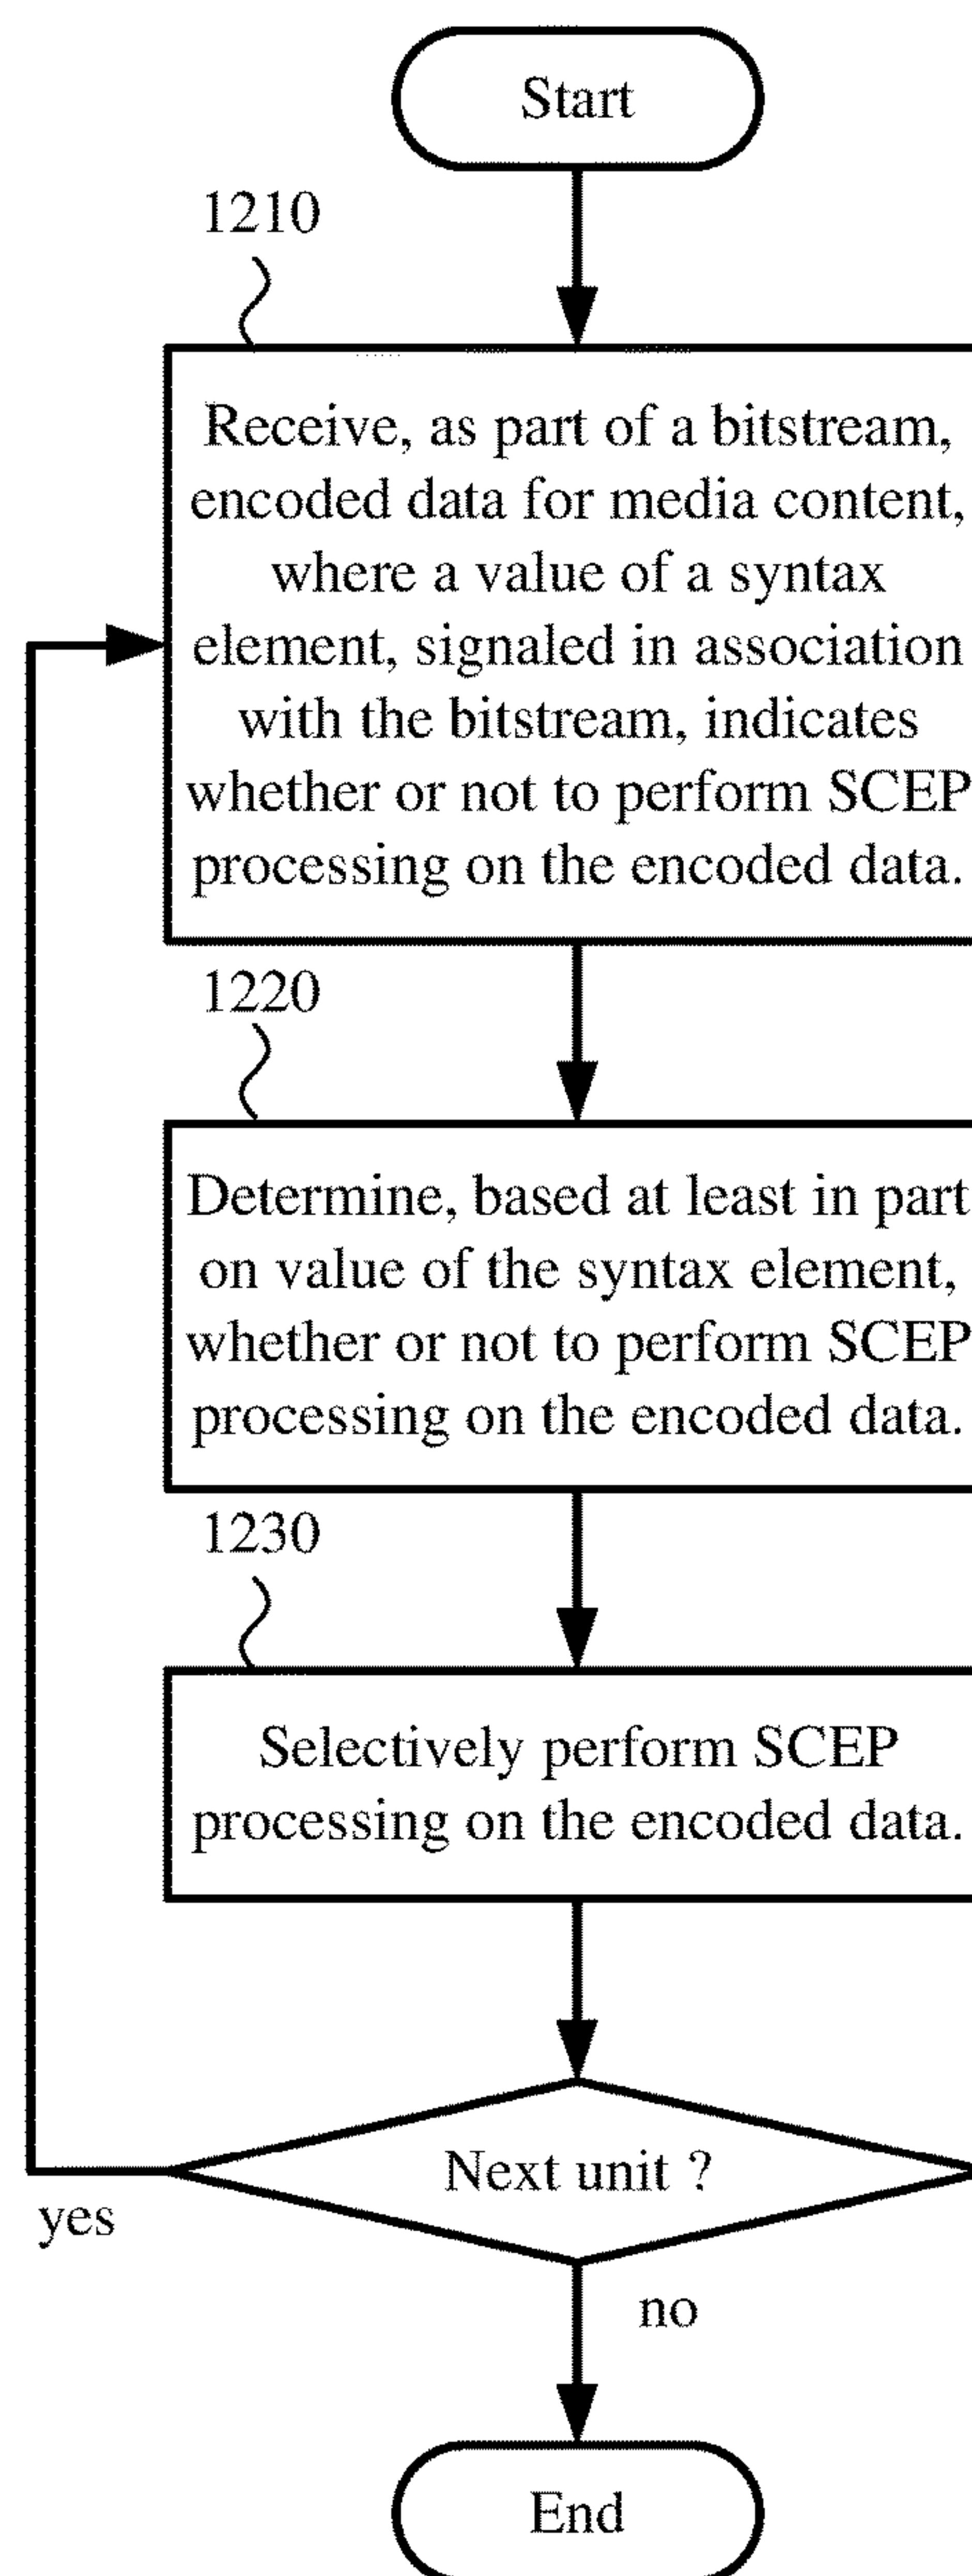 Start
1210
Receive, as part of a bitstream,
encoded data for media content,
where a value of a syntax
element, signaled in association
with the bitstream, indicates
whether or not to perform SCEP
processing on the encoded data.
1220
Determine, based at least in part
on value of the syntax element,
whether or not to perform SCEP
processing on the encoded data.
1230
Selectively perform SCEP
processing on the encoded data.
Next unit ?
yes
no
End